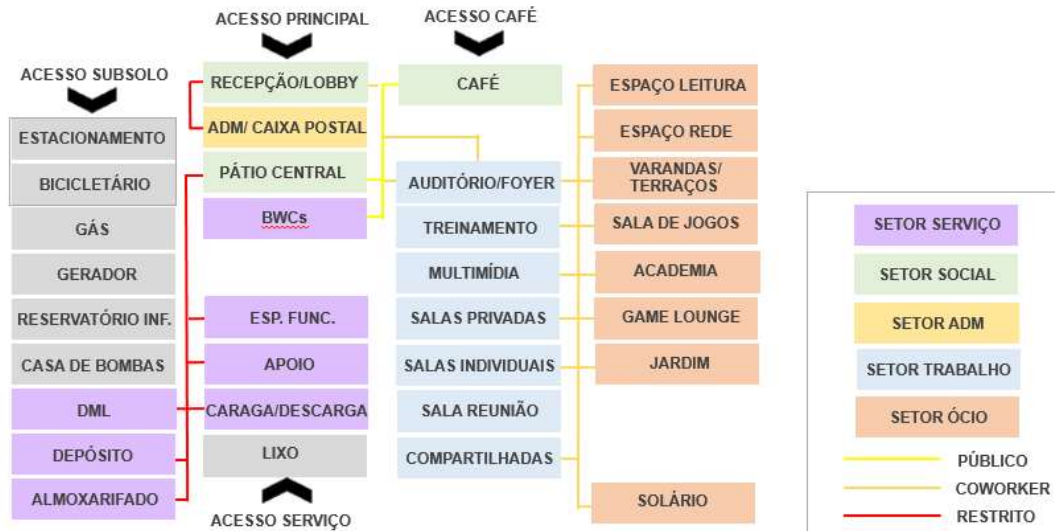 ACESSO SUBSOLO
ESTACIONAMENTO
BICICLETÁRIO
GÁS
GERADOR
RESERVATÓRIO INF.
CASA DE BOMBAS
DML
DEPÓSITO
ALMOXARIFADO
ACESSO PRINCIPAL
RECEPÇÃO/LOBBY
ADM/ CAIXA POSTAL
PÁTIO CENTRAL
BWCs
ESP. FUNC.
APOIO
CARAGA/DESCARGA
LIXO
ACESSO SERVIÇO
ACESSO CAFÉ
CAFÉ
AUDITÓRIO/FOYER
TREINAMENTO
MULTIMÍDIA
SALAS PRIVADAS
SALAS INDIVIDUAIS
SALA REUNIÃO
COMPARTILHADAS
ESPAÇO LEITURA
ESPAÇO REDE
VARANDAS/
TERRAÇOS
SALA DE JOGOS
ACADEMIA
GAME LOUNGE
JARDIM
SOLÁRIO
SETOR SERVIÇO
SETOR SOCIAL
SETOR ADM
SETOR TRABALHO
SETOR ÓCIO
PÚBLICO
COWORKER
RESTRITO